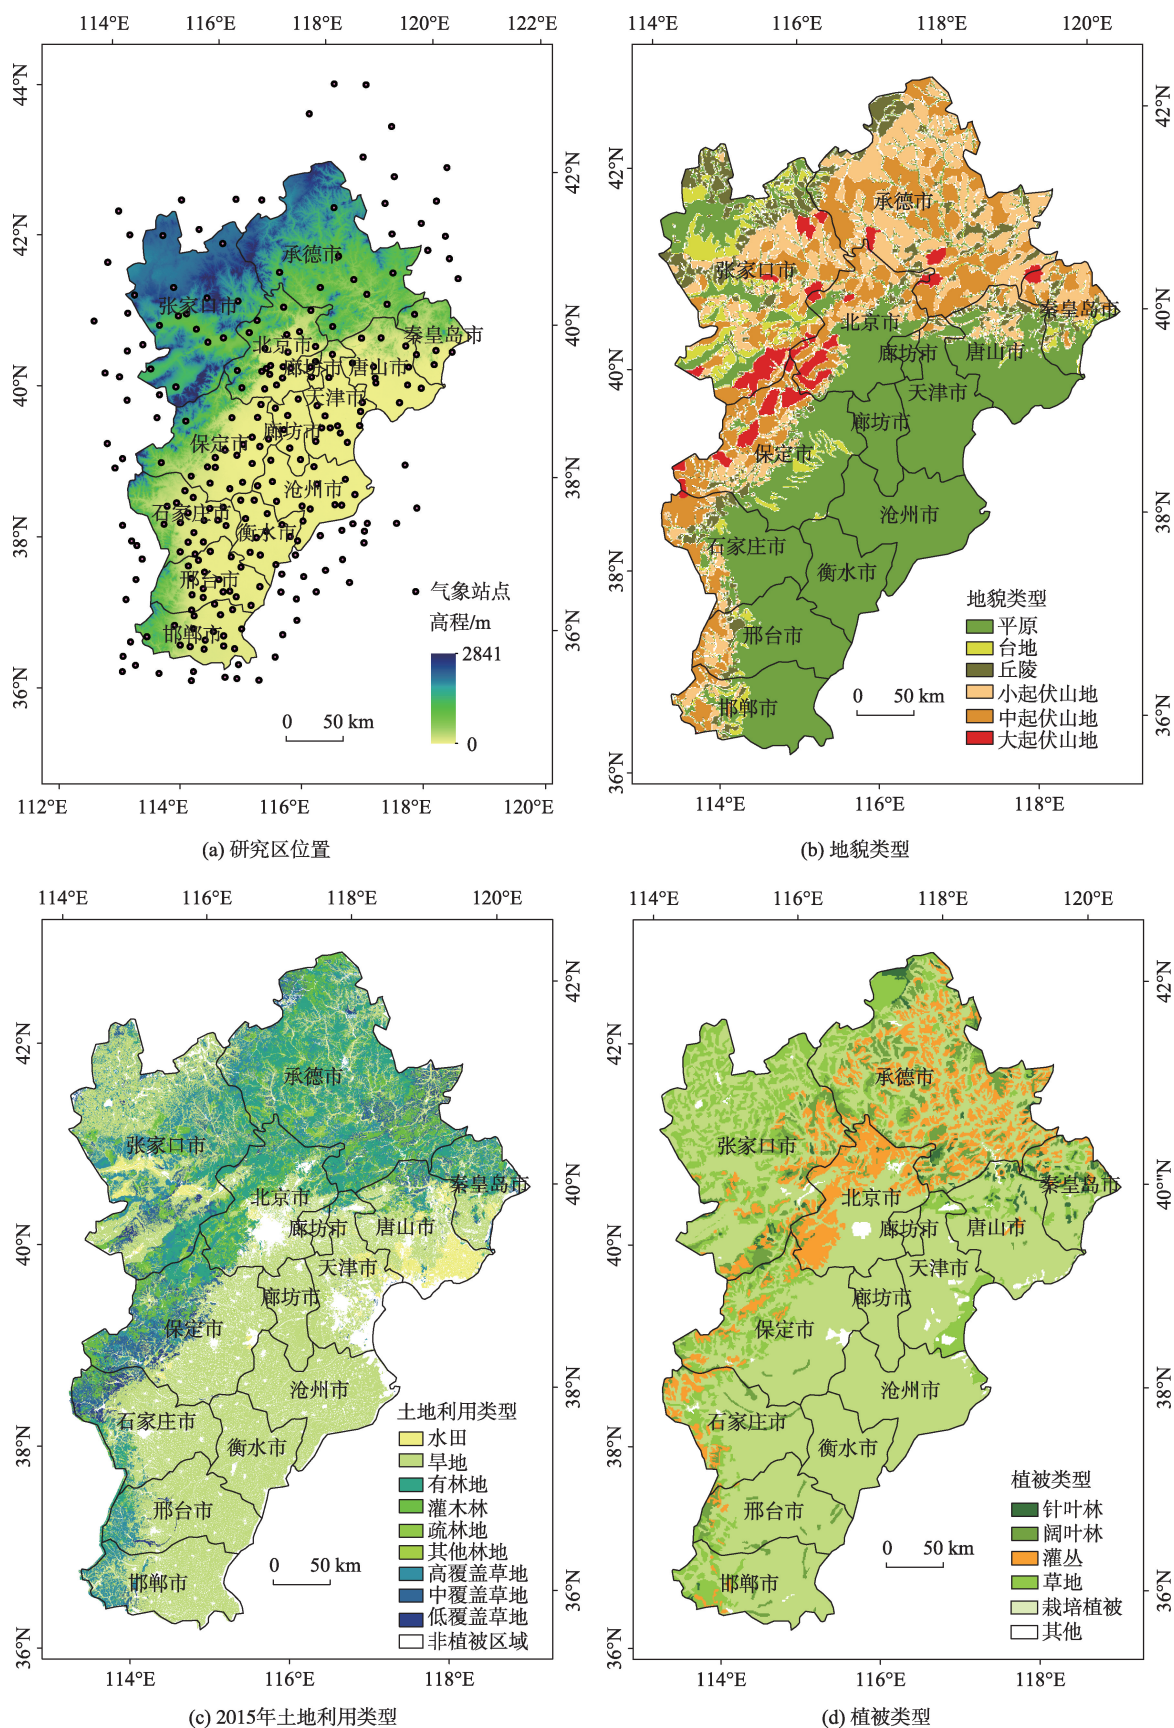 114°E 116°E 118°E 120°E 122°E
44°N
42°N
42°N
40°N
40°N
38°N
38°N
36°N
36°N
承德市
张家口市
秦皇岛市
北京市
廊坊市
唐山市
天津市
保定市
廊坊市
沧州市
石家庄市
衡水市
邢台市
邯郸市
气象站点
高程/m
2841
0
0 50 km
112°E 114°E 116°E 118°E 120°E
(a) 研究区位置
114°E 116°E 118°E 120°E
42°N
42°N
40°N
40°N
38°N
38°N
36°N
36°N
承德市
张家口市
秦皇岛市
北京市
廊坊市
唐山市
天津市
廊坊市
保定市
沧州市
石家庄市
衡水市
邢台市
邯郸市
地貌类型
平原
台地
丘陵
小起伏山地
中起伏山地
大起伏山地
0 50 km
114°E 116°E 118°E
(b) 地貌类型
114°E 116°E 118°E 120°E
42°N
42°N
40°N
40°N
38°N
38°N
36°N
36°N
承德市
张家口市
秦皇岛市
北京市
廊坊市
唐山市
天津市
廊坊市
保定市
沧州市
石家庄市
衡水市
邢台市
邯郸市
土地利用类型
水田
旱地
有林地
灌木林
疏林地
其他林地
高覆盖草地
中覆盖草地
低覆盖草地
非植被区域
0 50 km
114°E 116°E 118°E
(c) 2015年土地利用类型
114°E 116°E 118°E 120°E
42°N
42°N
40°N
40°N
38°N
38°N
36°N
36°N
承德市
张家口市
秦皇岛市
北京市
廊坊市
唐山市
天津市
廊坊市
保定市
沧州市
石家庄市
衡水市
邢台市
邯郸市
植被类型
针叶林
阔叶林
灌丛
草地
栽培植被
其他
0 50 km
114°E 116°E 118°E
(d) 植被类型